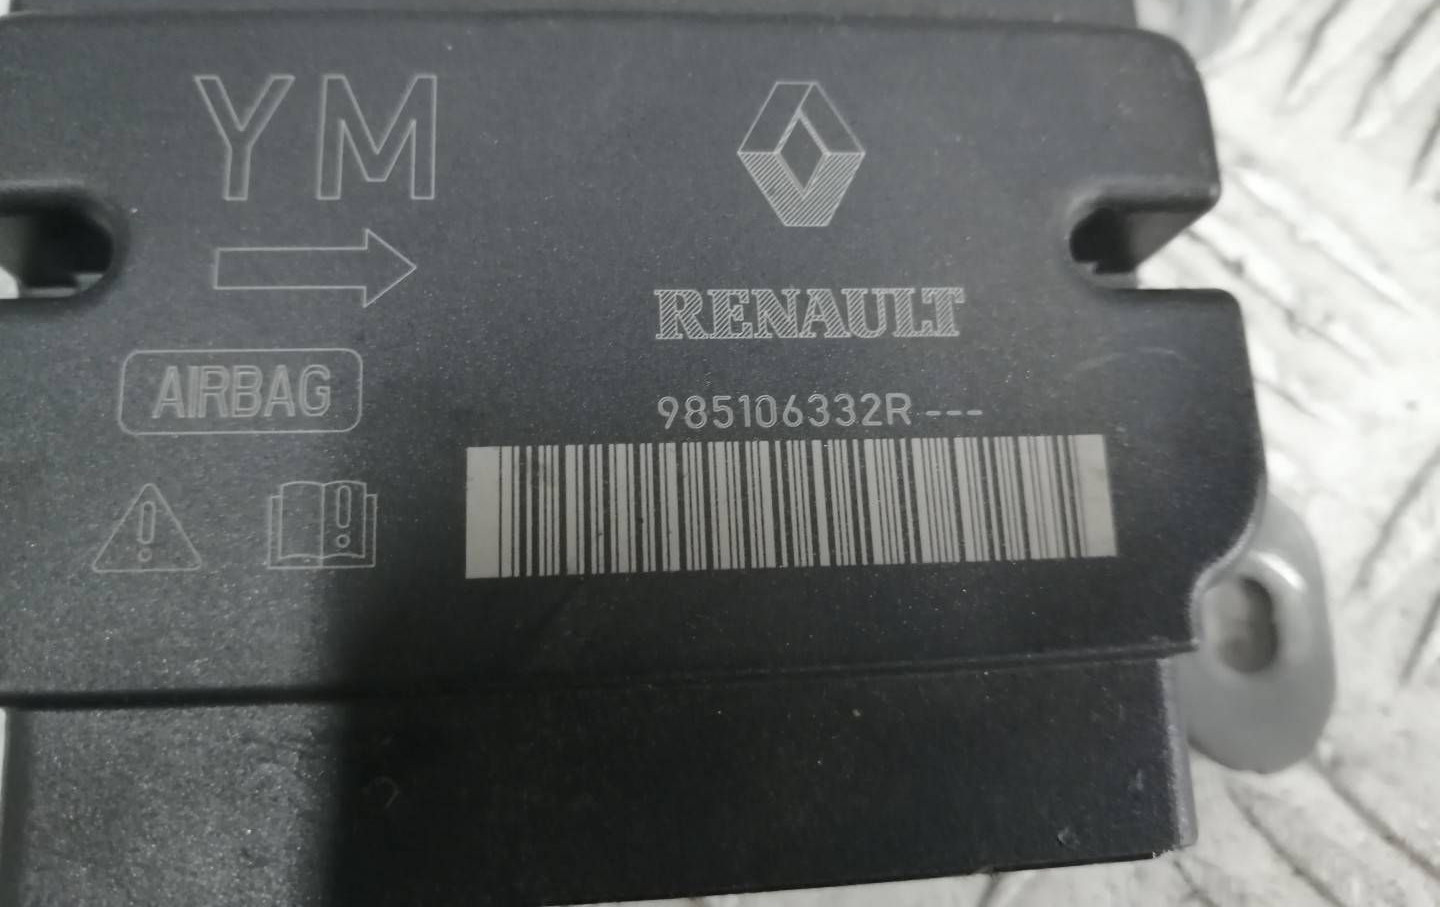 YM
RENAULT
AIRBAG
985106332R---